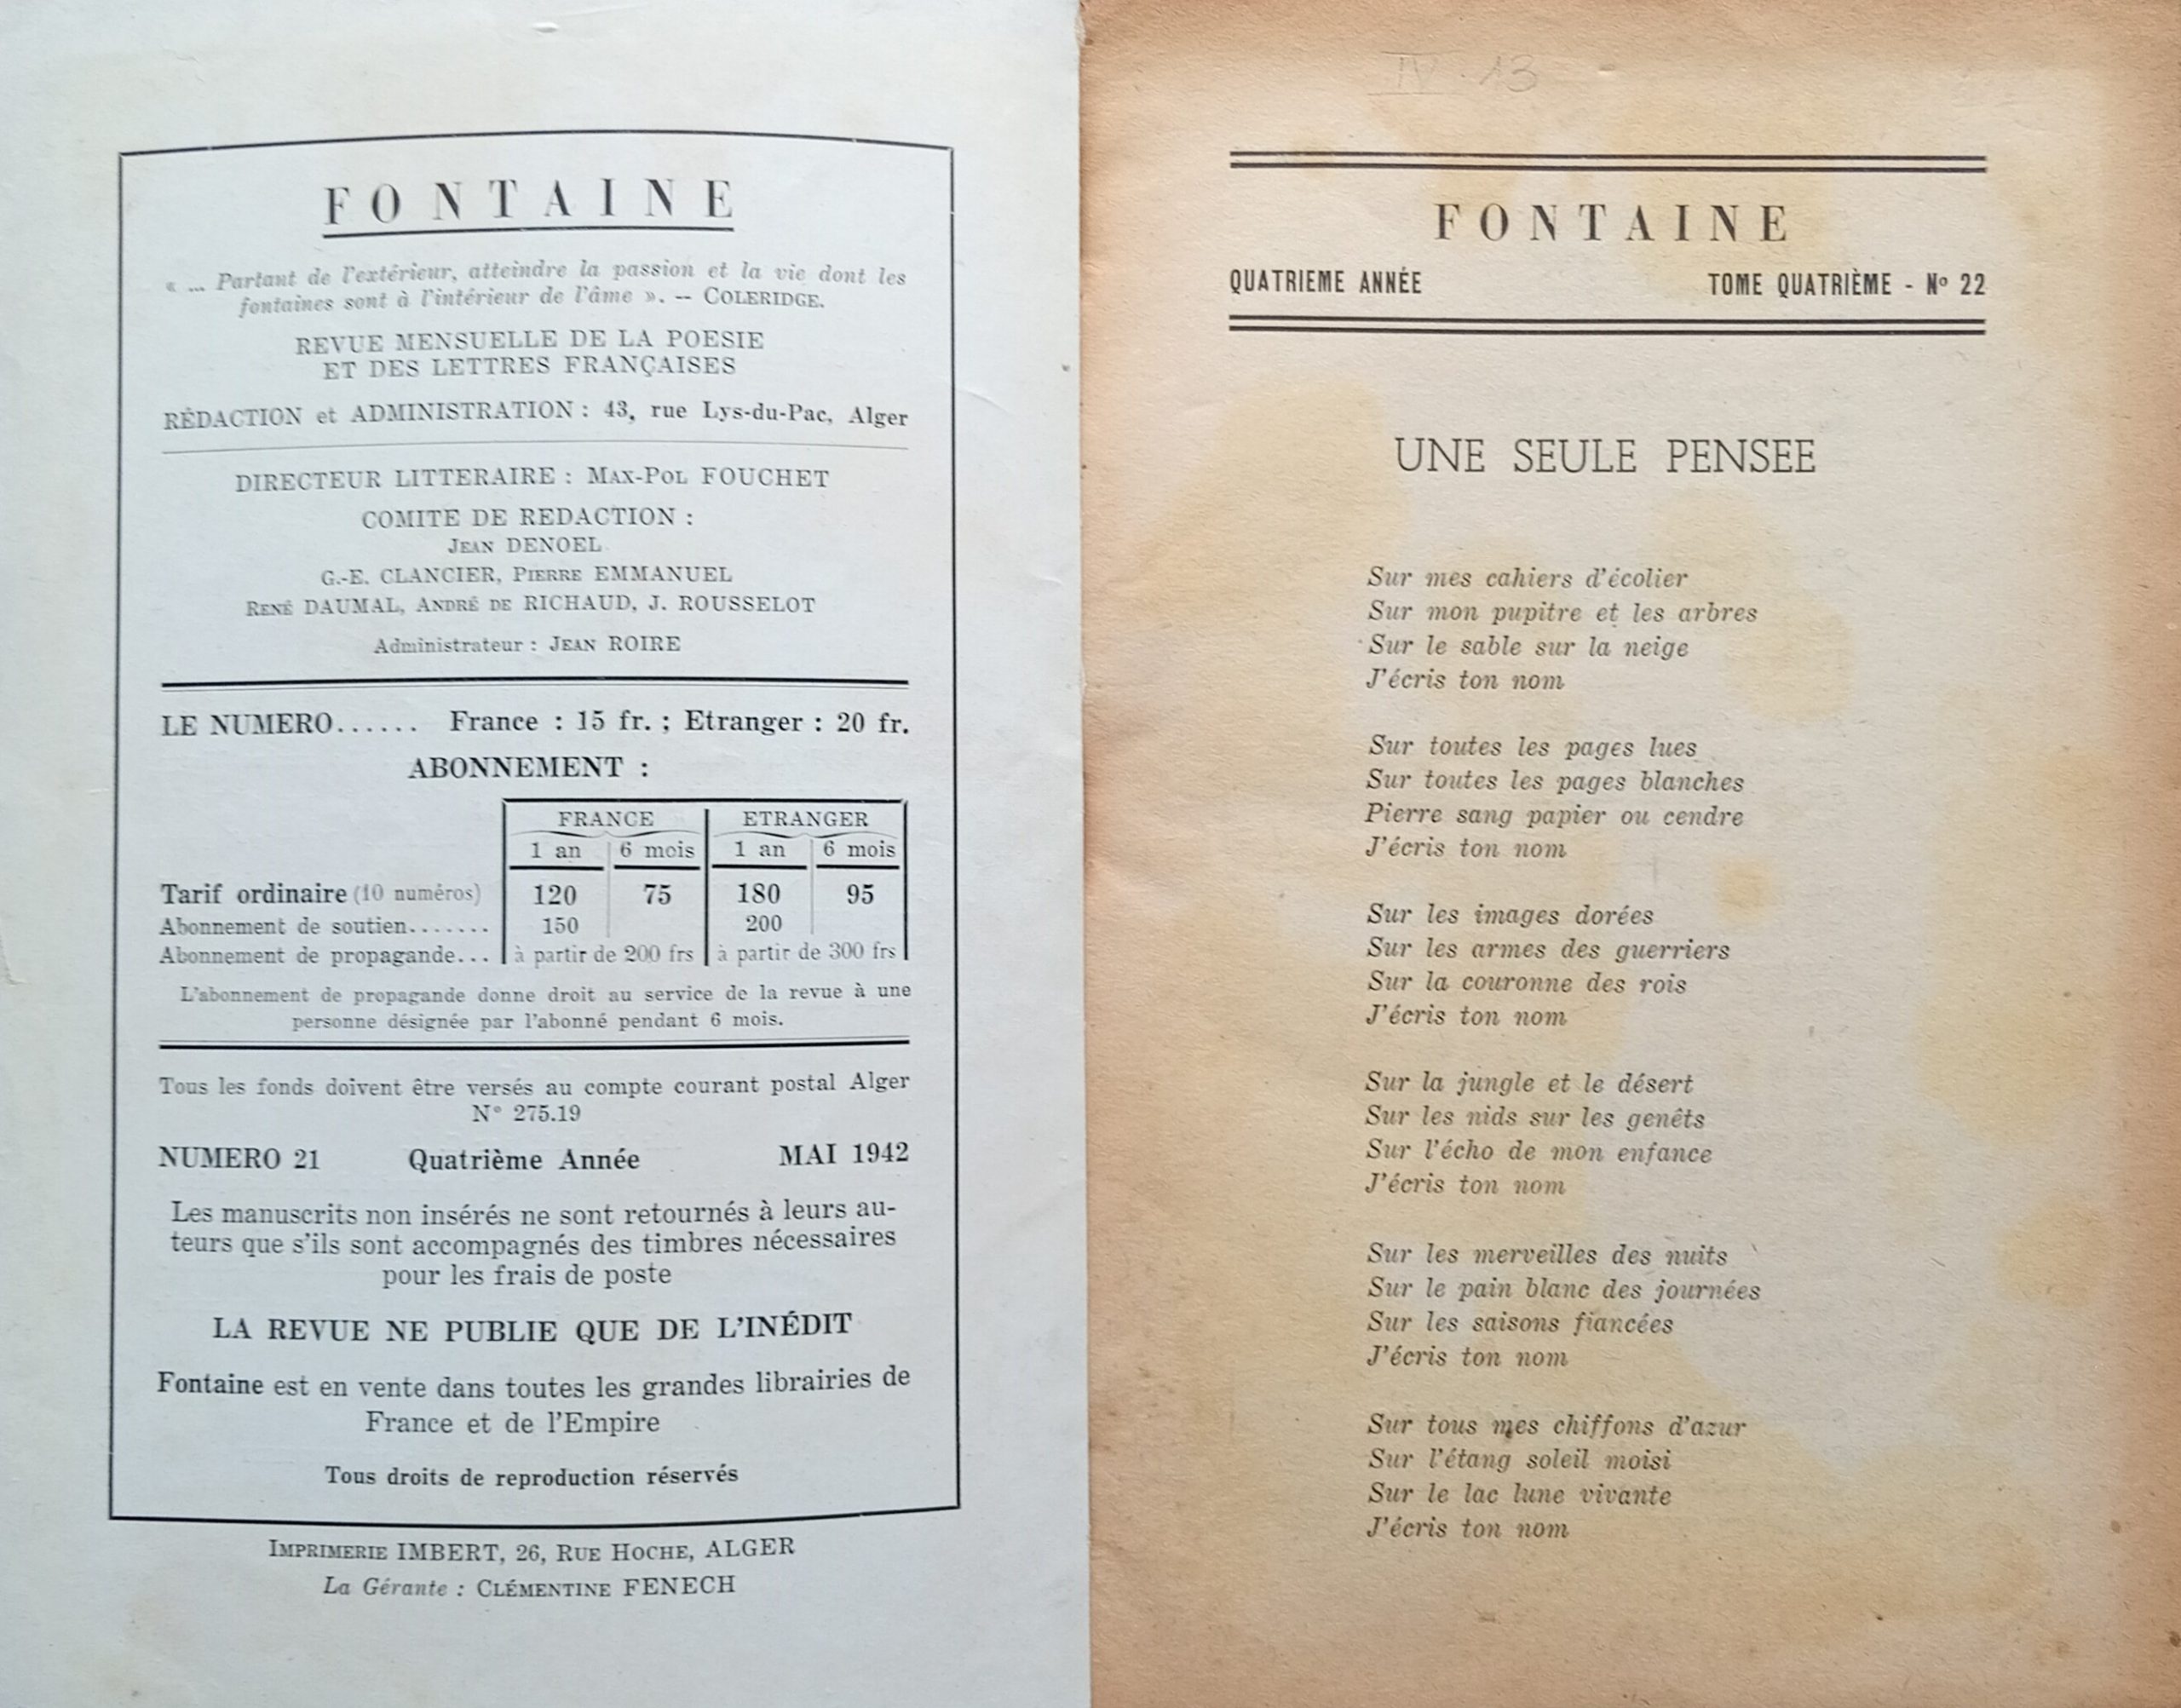 FONTAINE
« ... Partant de l'extérieur, atteindre la passion et la vie dont les
fontaines sont à l'intérieur de l'âme ». -- COLERIDGE.
REVUE MENSUELLE DE LA POESIE
ET DES LETTRES FRANÇAISES
RÉDACTION et ADMINISTRATION : 43, rue Lys-du-Pac, Alger
DIRECTEUR LITTERAIRE : MAX-POL FOUCHET
COMITE DE REDACTION :
JEAN DENOEL
G.-E. CLANCIER, PIERRE EMMANUEL
RENÉ DAUMAL, ANDRÉ DE RICHAUD, J. ROUSSELOT
Administrateur : JEAN ROIRE
LE NUMERO...... France : 15 fr. ; Etranger : 20 fr.
ABONNEMENT :
FRANCE ETRANGER
1 an 6 mois 1 an 6 mois
Tarif ordinaire (10 numéros) 120 75 180 95
Abonnement de soutien....... 150 200
Abonnement de propagande... à partir de 200 frs à partir de 300 frs
L'abonnement de propagande donne droit au service de la revue à une
personne désignée par l'abonné pendant 6 mois.
Tous les fonds doivent être versés au compte courant postal Alger
N° 275.19
NUMERO 21 Quatrième Année MAI 1942
Les manuscrits non insérés ne sont retournés à leurs au-
teurs que s'ils sont accompagnés des timbres nécessaires
pour les frais de poste
LA REVUE NE PUBLIE QUE DE L'INÉDIT
Fontaine est en vente dans toutes les grandes librairies de
France et de l'Empire
Tous droits de reproduction réservés
IMPRIMERIE IMBERT, 26, RUE HOCHE, ALGER
La Gérante : CLÉMENTINE FENECH
IV. 13
FONTAINE
QUATRIEME ANNÉE TOME QUATRIÈME - N° 22
UNE SEULE PENSEE
Sur mes cahiers d'écolier
Sur mon pupitre et les arbres
Sur le sable sur la neige
J'écris ton nom
Sur toutes les pages lues
Sur toutes les pages blanches
Pierre sang papier ou cendre
J'écris ton nom
Sur les images dorées
Sur les armes des guerriers
Sur la couronne des rois
J'écris ton nom
Sur la jungle et le désert
Sur les nids sur les genêts
Sur l'écho de mon enfance
J'écris ton nom
Sur les merveilles des nuits
Sur le pain blanc des journées
Sur les saisons fiancées
J'écris ton nom
Sur tous mes chiffons d'azur
Sur l'étang soleil moisi
Sur le lac lune vivante
J'écris ton nom